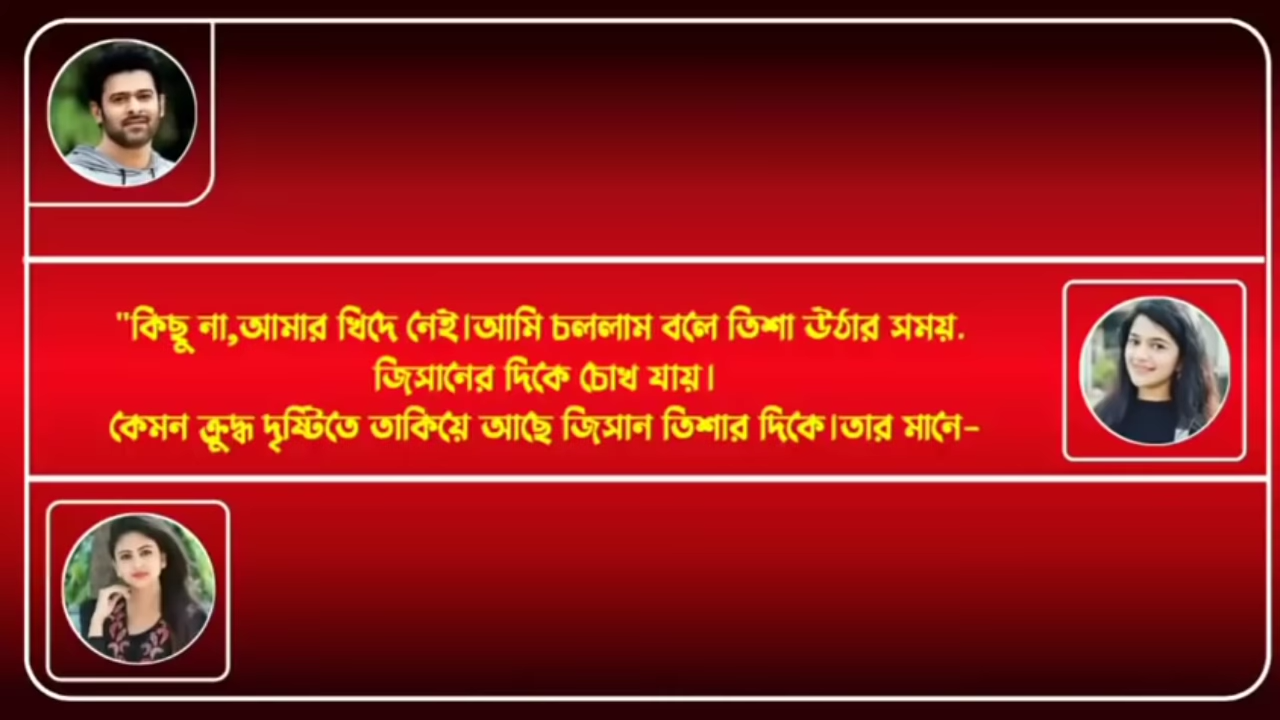 "কিছু না,আমার খিদে নেই।আমি চললাম বলে তিশা উঠার সময়.
জিসানের দিকে চোখ যায়।
কেমন ক্রুদ্ধ দৃষ্টিতে তাকিয়ে আছে জিসান তিশার দিকে।তার মানে-